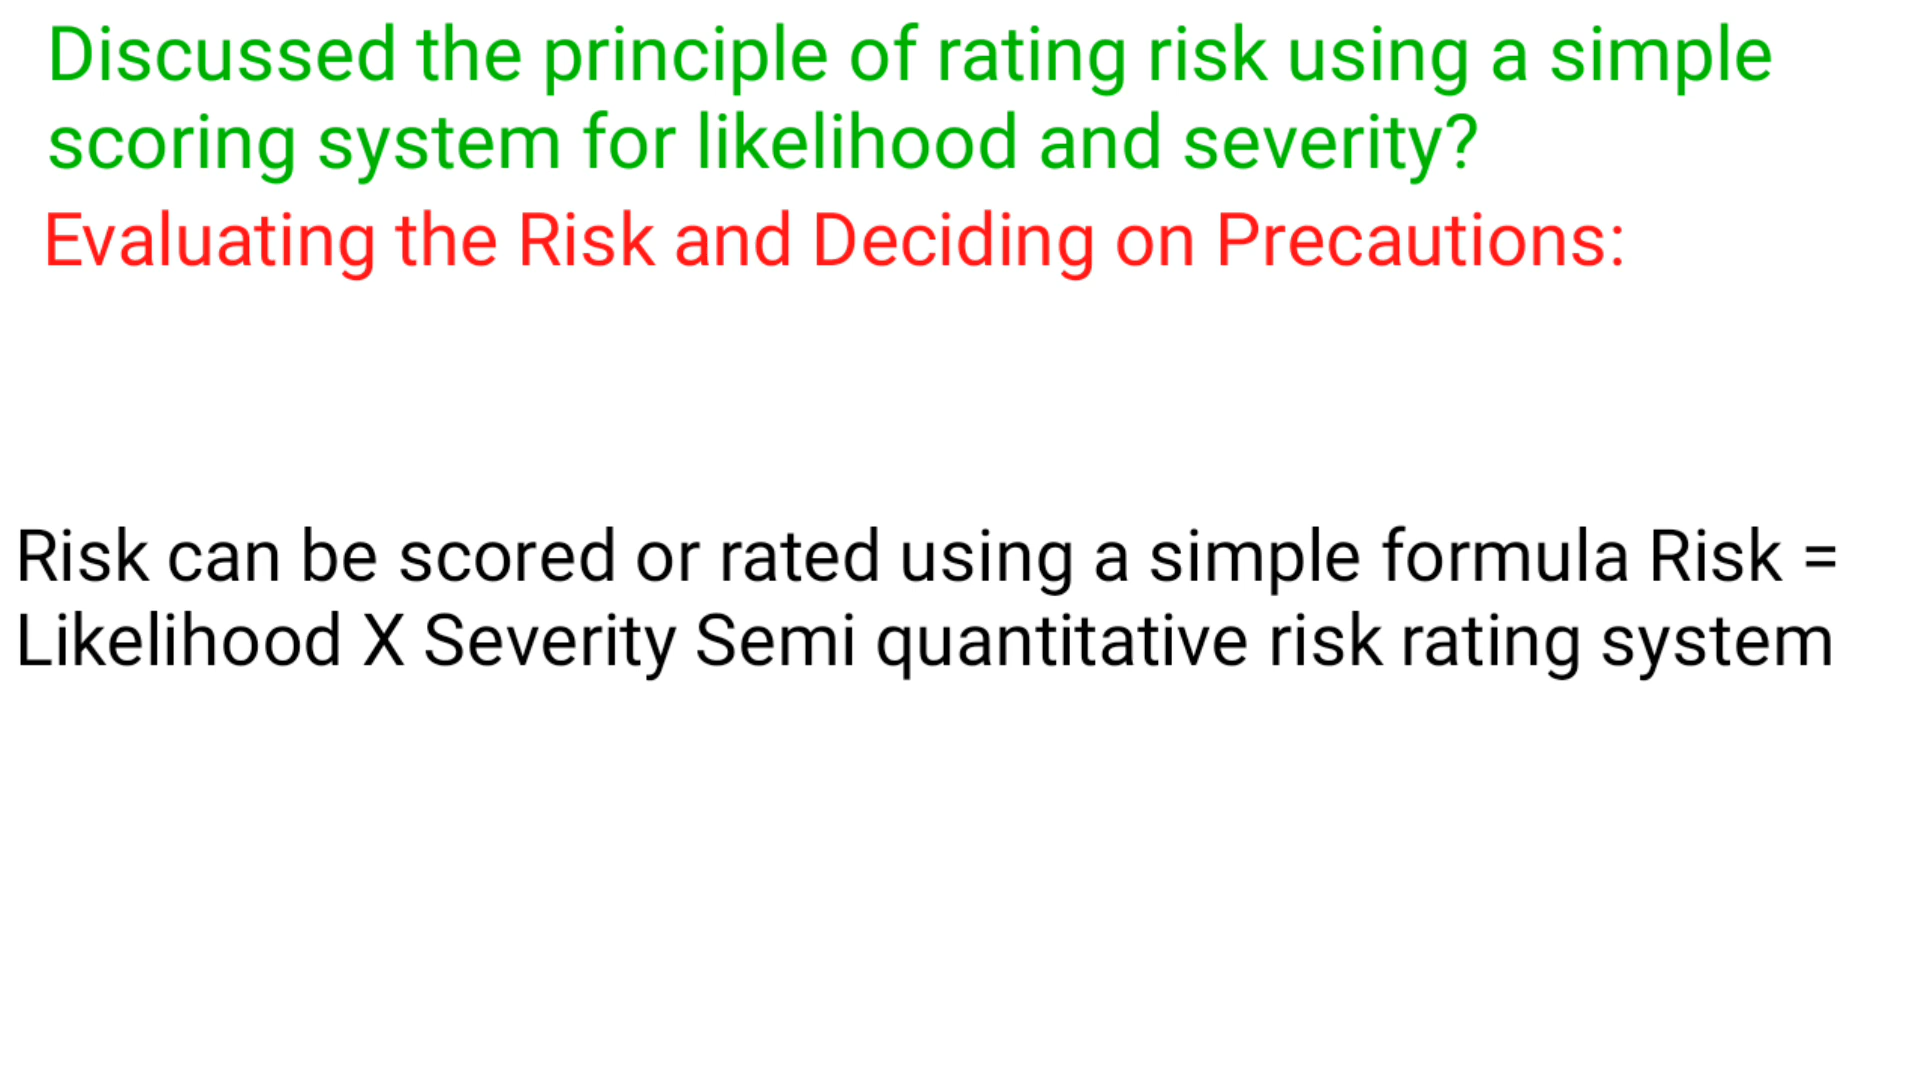 Discussed the principle of rating risk using a simple
scoring system for likelihood and severity?
Evaluating the Risk and Deciding on Precautions:
Risk can be scored or rated using a simple formula Risk =
Likelihood X Severity Semi quantitative risk rating system